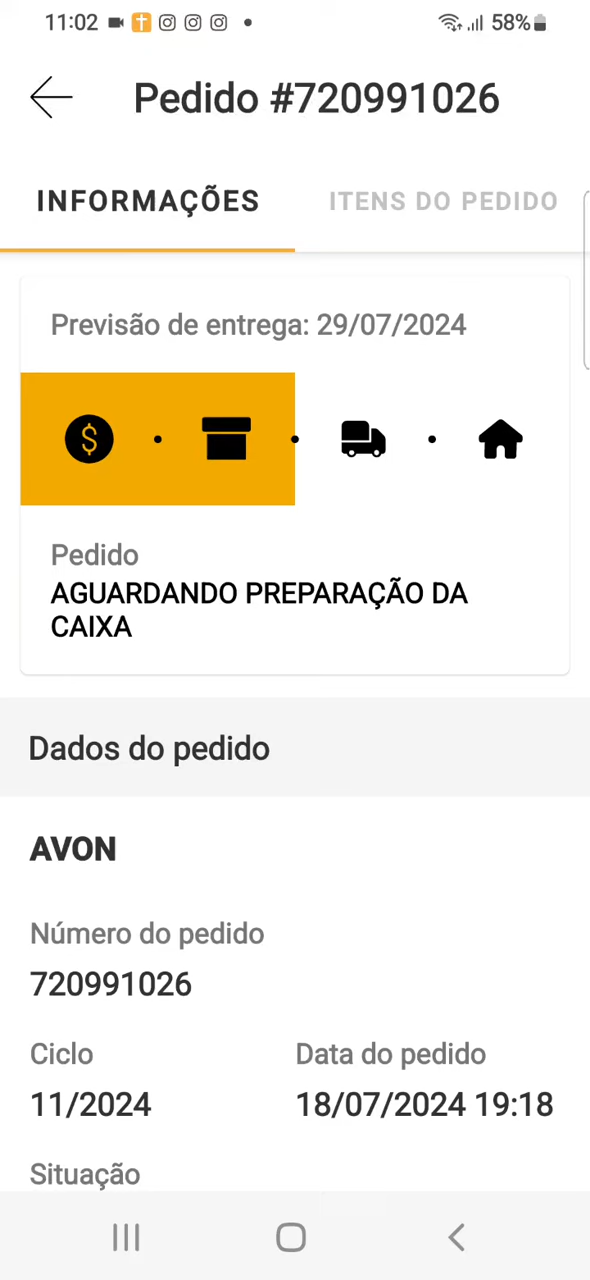 11:02
58%
Pedido #720991026
INFORMAÇÕES
ITENS DO PEDIDO
Previsão de entrega: 29/07/2024
Pedido
AGUARDANDO PREPARAÇÃO DA
CAIXA
Dados do pedido
AVON
Número do pedido
720991026
Ciclo
Data do pedido
11/2024
18/07/2024 19:18
Situação